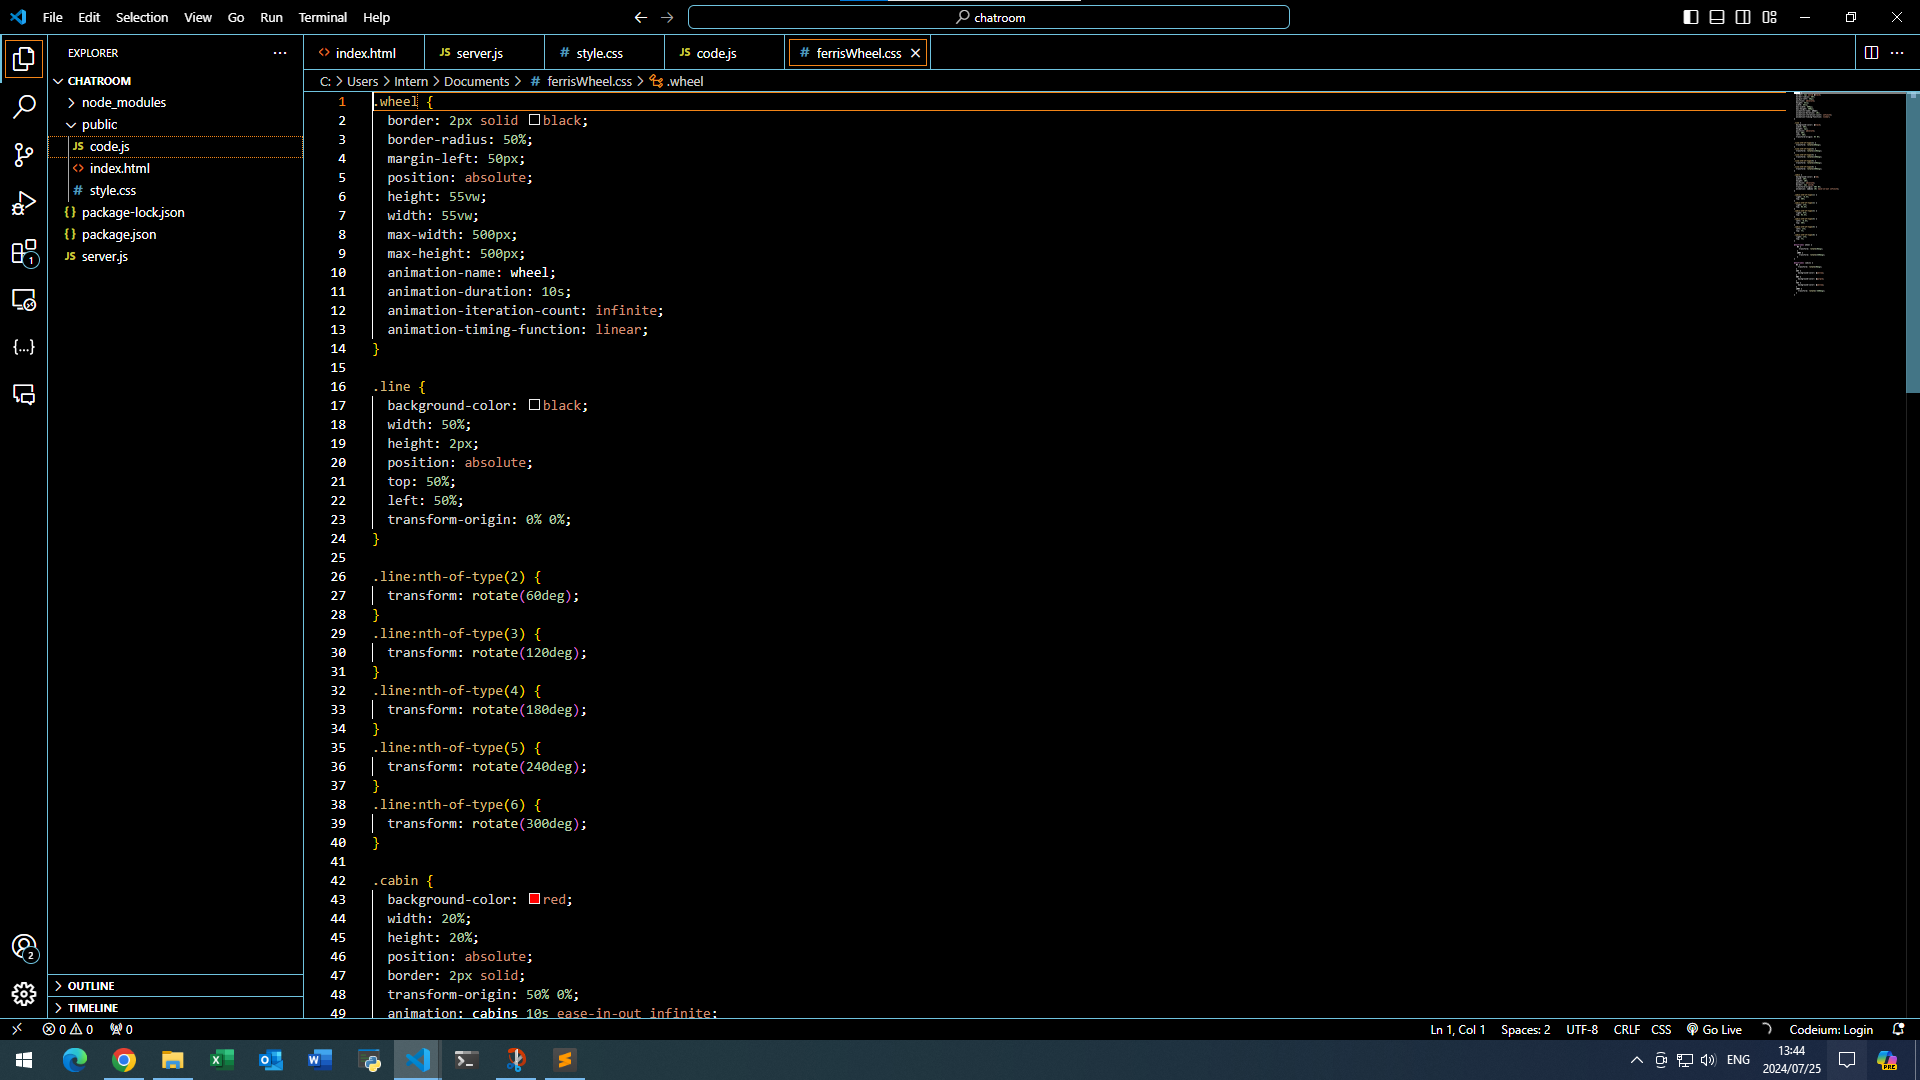 File Edit Selection View Go Run Terminal Help
chatroom
EXPLORER
CHATROOM
node_modules
public
JS code.js
<> index.html
# style.css
{} package-lock.json
{} package.json
JS server.js
OUTLINE
TIMELINE
1
2
<> index.html JS server.js # style.css JS code.js # ferrisWheel.css
C: > Users > Intern > Documents > # ferrisWheel.css > .wheel
1 .wheel {
2 border: 2px solid black;
3 border-radius: 50%;
4 margin-left: 50px;
5 position: absolute;
6 height: 55vw;
7 width: 55vw;
8 max-width: 500px;
9 max-height: 500px;
10 animation-name: wheel;
11 animation-duration: 10s;
12 animation-iteration-count: infinite;
13 animation-timing-function: linear;
14 }
15
16 .line {
17 background-color: black;
18 width: 50%;
19 height: 2px;
20 position: absolute;
21 top: 50%;
22 left: 50%;
23 transform-origin: 0% 0%;
24 }
25
26 .line:nth-of-type(2) {
27 transform: rotate(60deg);
28 }
29 .line:nth-of-type(3) {
30 transform: rotate(120deg);
31 }
32 .line:nth-of-type(4) {
33 transform: rotate(180deg);
34 }
35 .line:nth-of-type(5) {
36 transform: rotate(240deg);
37 }
38 .line:nth-of-type(6) {
39 transform: rotate(300deg);
40 }
41
42 .cabin {
43 background-color: red;
44 width: 20%;
45 height: 20%;
46 position: absolute;
47 border: 2px solid;
48 transform-origin: 50% 0%;
49 animation: cabins 10s ease-in-out infinite;
0 0 0 Ln 1, Col 1 Spaces: 2 UTF-8 CRLF CSS Go Live Codeium: Login
ENG
13:44
2024/07/25